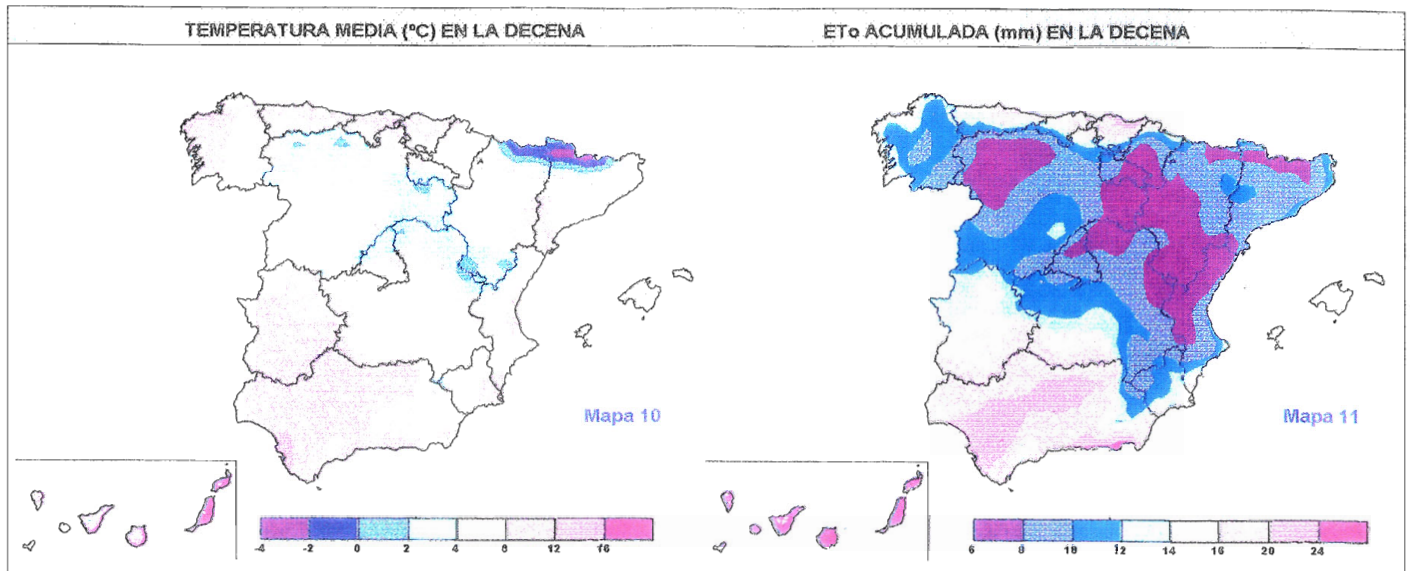 TEMPERATURA MEDIA (ºC) EN LA DECENA
ETo ACUMULADA (mm) EN LA DECENA
Mapa 10
Mapa 11
-4 -2 0 2 4 8 12 16
6 8 10 12 14 16 20 24